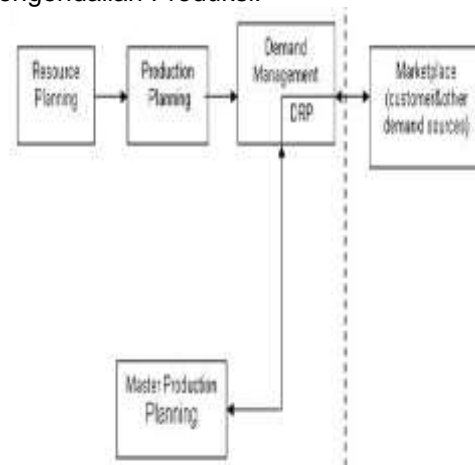 engendalian Produksi.
Resource
Planning
Production
Planning
Demand
Management
DRP
Marketplace
(customer&other
demand sources)
Master Production
Planning